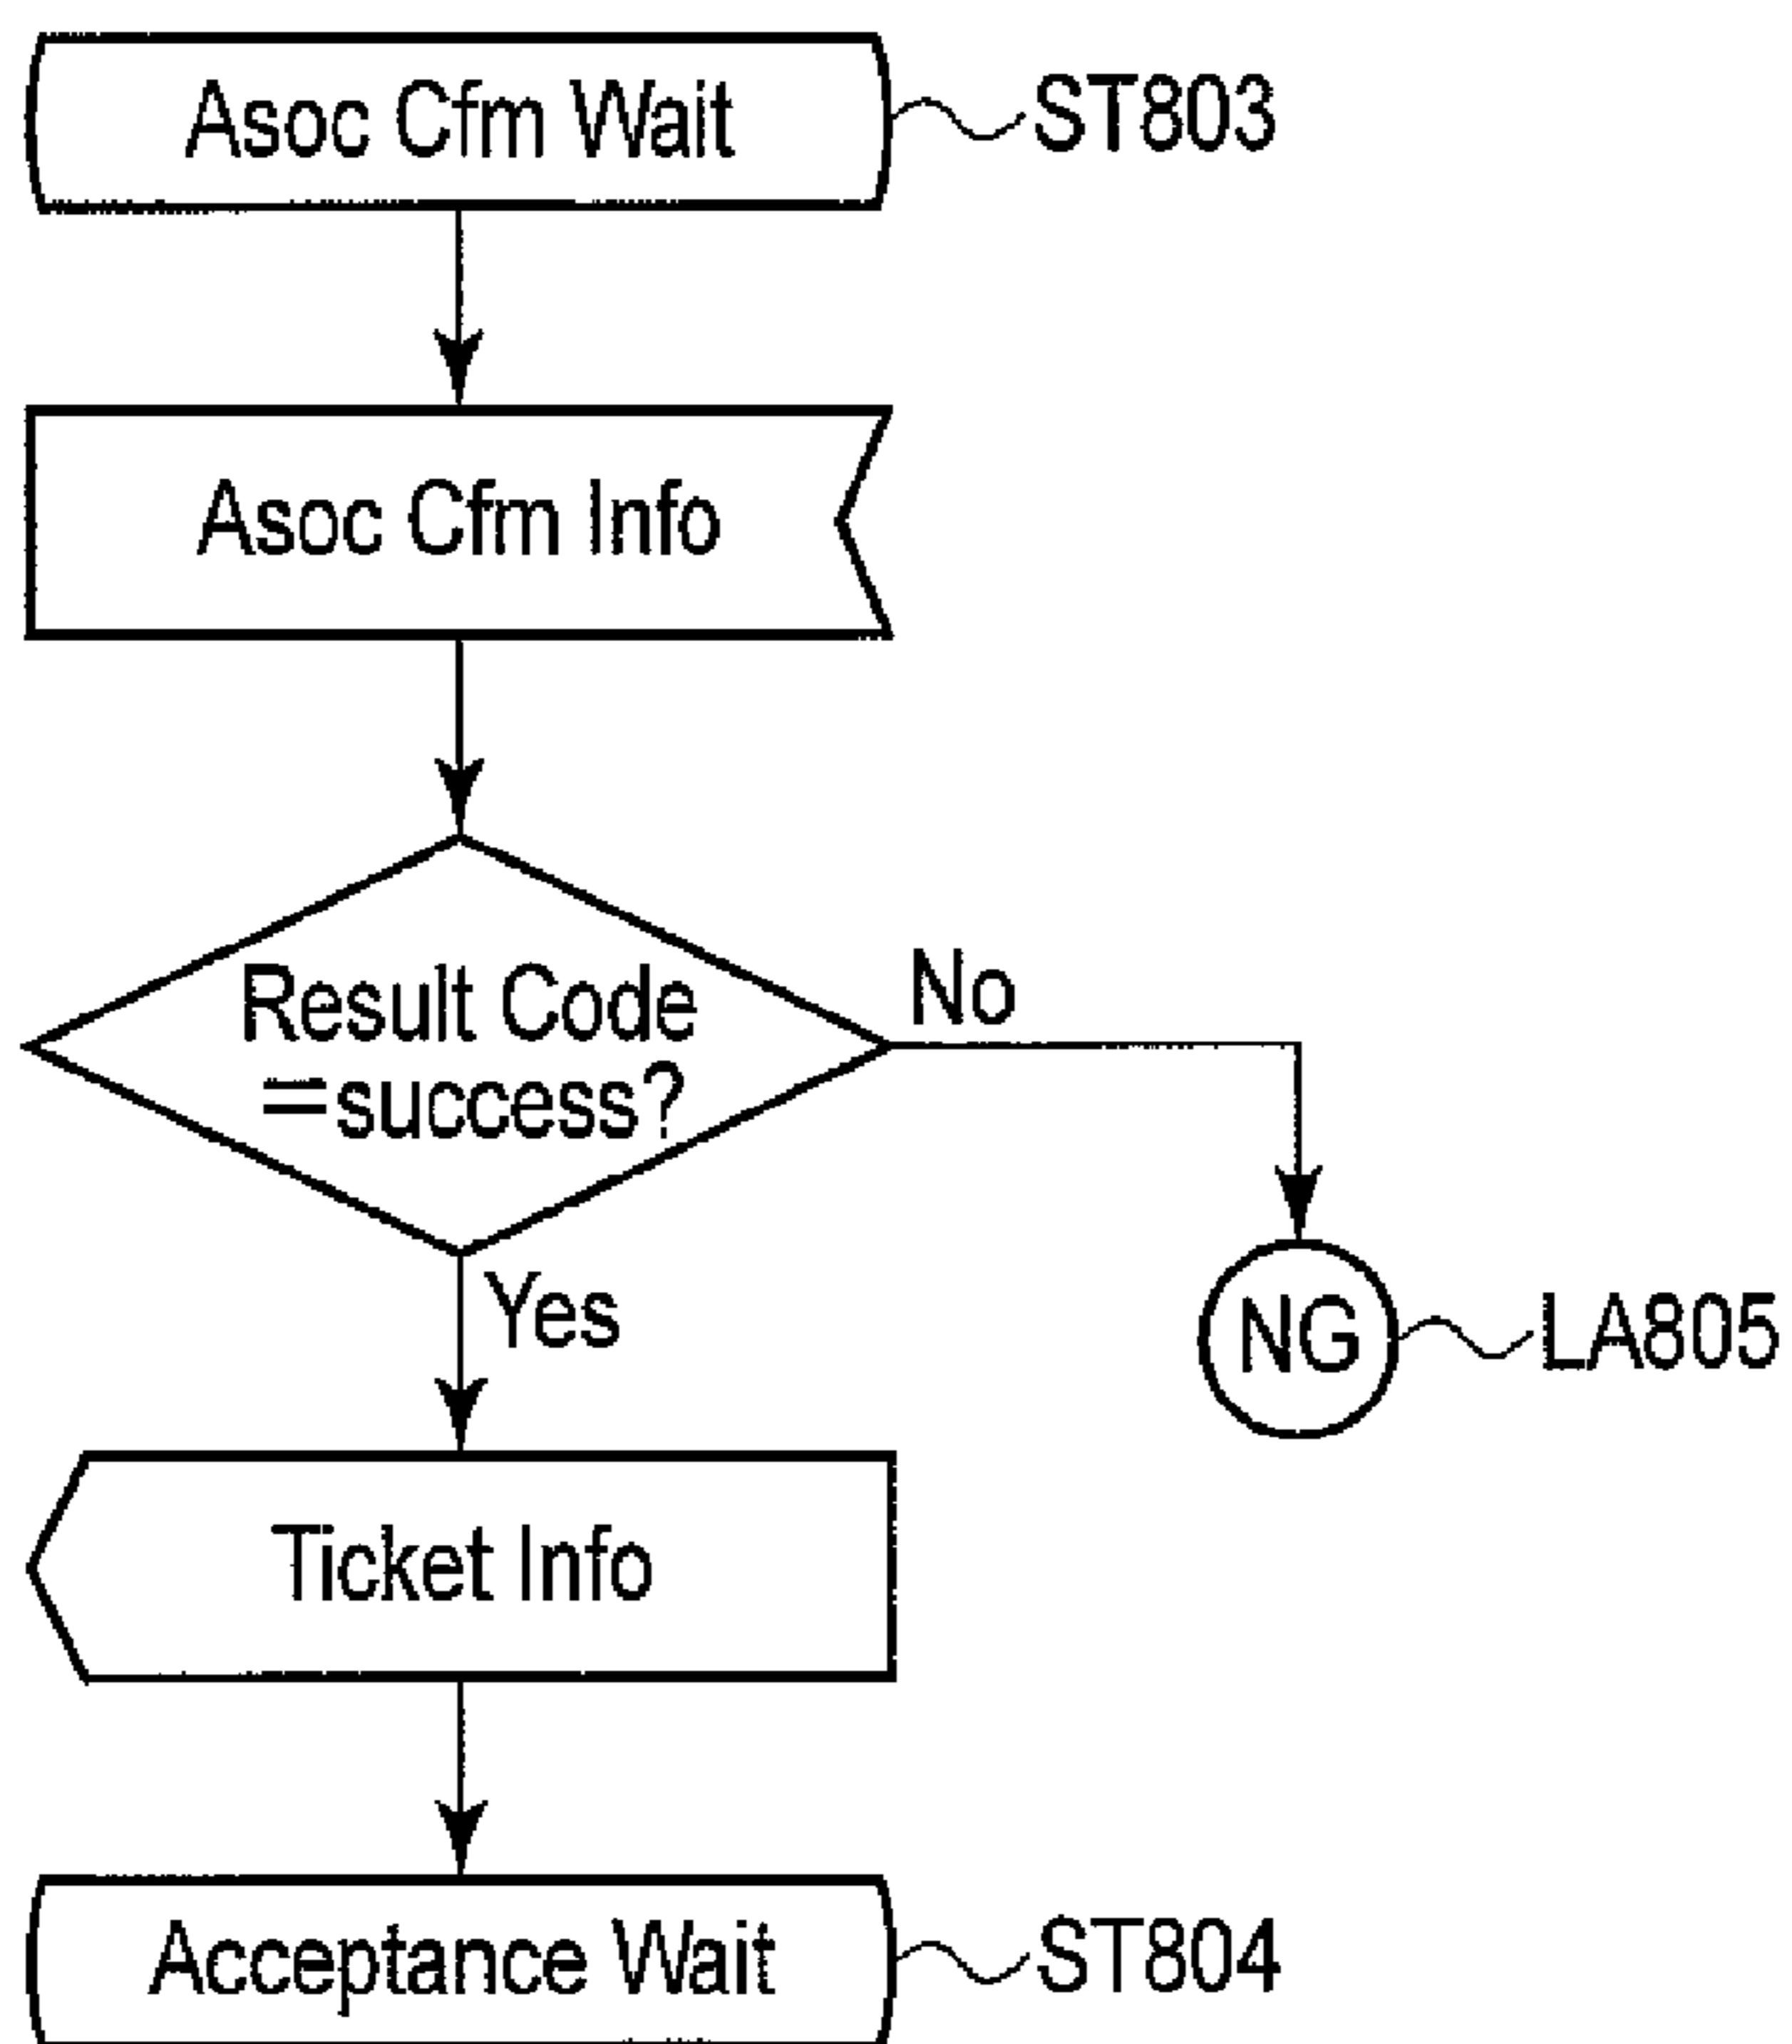 Asoc Cfm Wait
ST803
Asoc Cfm Info
Result Code
=success?
No
Yes
NG
LA805
Ticket Info
Acceptance Wait
ST804